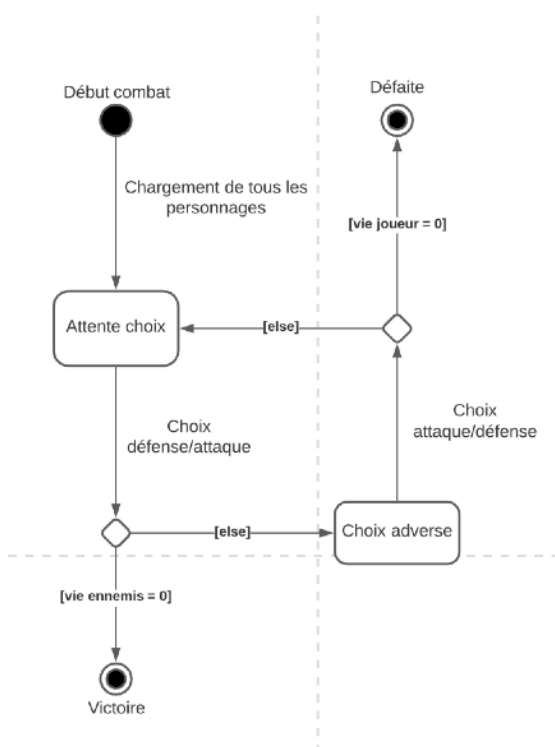 Début combat
Défaite
Chargement de tous les
personnages
[vie joueur = 0]
Attente choix
[else]
Choix
défense/attaque
Choix
attaque/défense
[else]
Choix adverse
[vie ennemis = 0]
Victoire